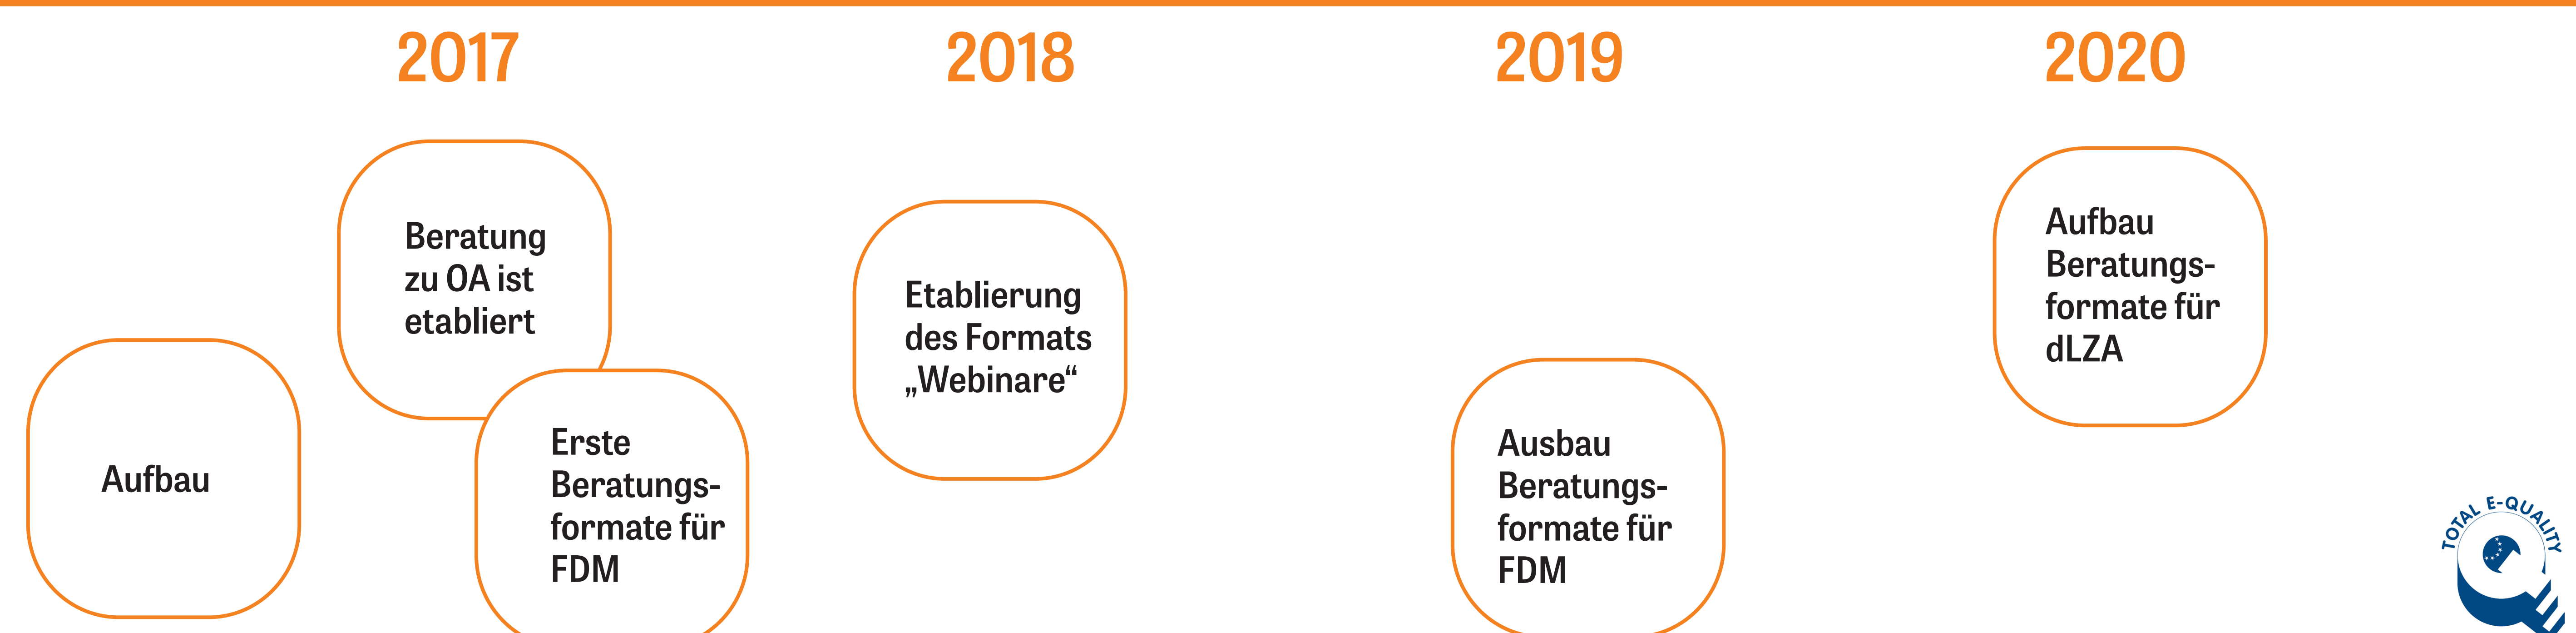 2017
2018
2019
2020
Aufbau
Beratung
zu OA ist
etabliert
Erste
Beratungs-
formate für
FDM
Etablierung
des Formats
„Webinare“
Ausbau
Beratungs-
formate für
FDM
Aufbau
Beratungs-
formate für
dLZA
TOTAL E-QUALITY